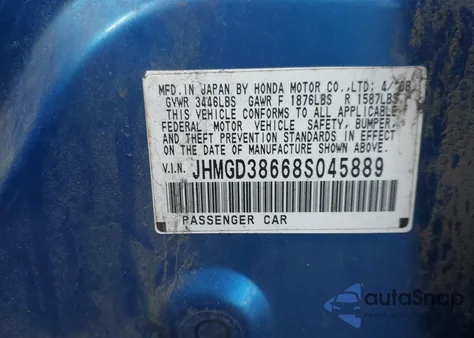 MFD.IN JAPAN BY HONDA MOTOR CO.,LTD; 4/'08
GVWR 3446LBS GAWR F 1876LBS R 1587LBS
THIS VEHICLE CONFORMS TO ALL APPLICABLE
FEDERAL MOTOR VEHICLE SAFETY, BUMPER,
AND THEFT PREVENTION STANDARDS IN EFFECT
ON THE DATE OF MANUFACTURE SHOWN ABOVE.
V.I.N. JHMGD38668S045889
PASSENGER CAR
autoSnap